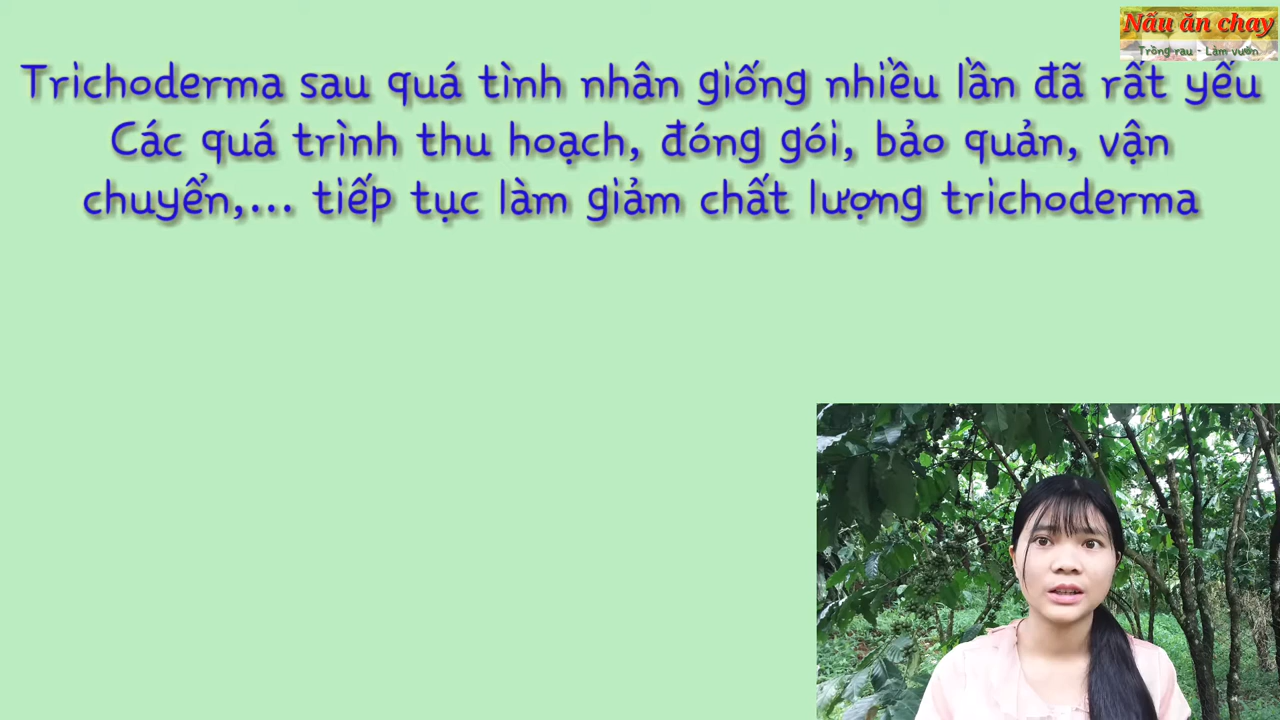 Nấu ăn chay
Trồng rau - Làm vườn
Trichoderma sau quá tình nhân giống nhiều lần đã rất yếu
Các quá trình thu hoạch, đóng gói, bảo quản, vận
chuyển,... tiếp tục làm giảm chất lượng trichoderma